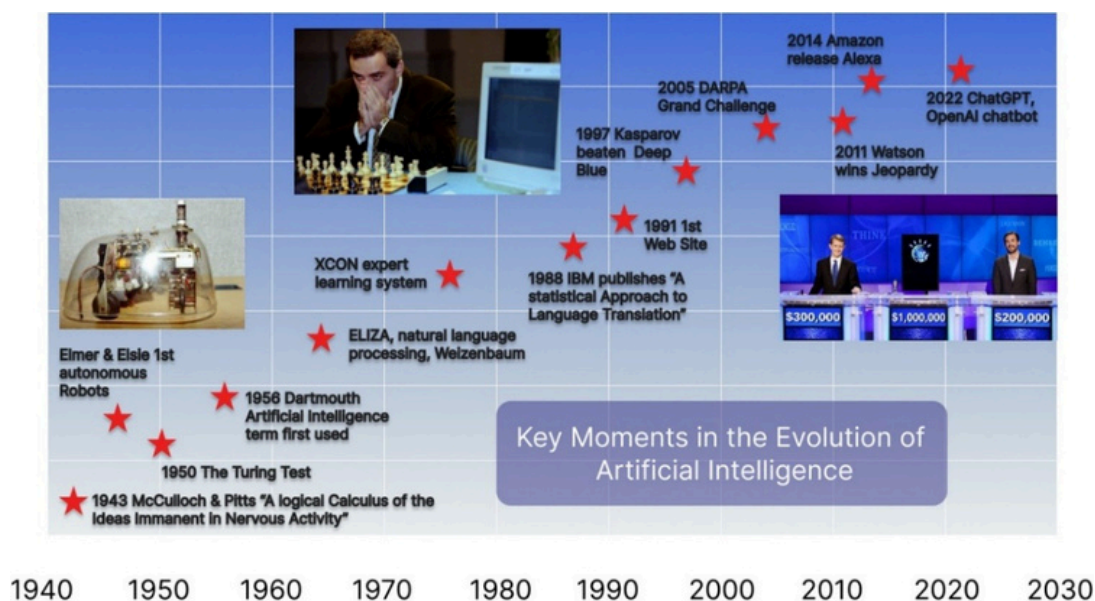 2014 Amazon
release Alexa
2005 DARPA
Grand Challenge
2022 ChatGPT,
OpenAI chatbot
1997 Kasparov
beaten Deep
Blue
2011 Watson
wins Jeopardy
1991 1st
Web Site
THINK
XCON expert
learning system
1988 IBM publishes "A
statistical Approach to
Language Translation"
$300,000
$1,000,000
$200,000
ELIZA, natural language
processing, Weizenbaum
Elmer & Elsie 1st
autonomous
Robots
1956 Dartmouth
Artificial Intelligence
term first used
Key Moments in the Evolution of
Artificial Intelligence
1950 The Turing Test
1943 McCulloch & Pitts "A logical Calculus of the
Ideas Immanent in Nervous Activity"
1940 1950 1960 1970 1980 1990 2000 2010 2020 2030